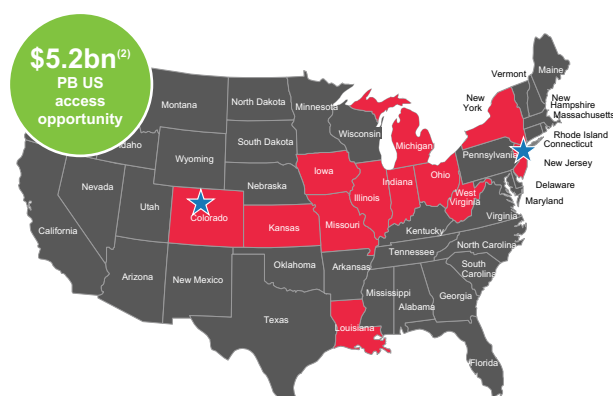 $5.2bn(2)
PB US
access
opportunity
Montana
North Dakota
Minnesota
Wisconsin
Michigan
New
York
Vermont
Maine
New
Hampshire
Massachusetts
Rhode Island
Connecticut
New Jersey
Pennsylvania
Delaware
Maryland
daho
Wyoming
South Dakota
Iowa
Nebraska
Illinois
Indiana
Ohio
West
Virginia
Virginia
Nevada
Utah
Colorado
Kansas
Missouri
Kentucky
California
Arizona
New Mexico
Oklahoma
Arkansas
Tennessee
North Carolina
South
Carolina
Texas
Louisiana
Mississippi
Alabama
Georgia
Florida